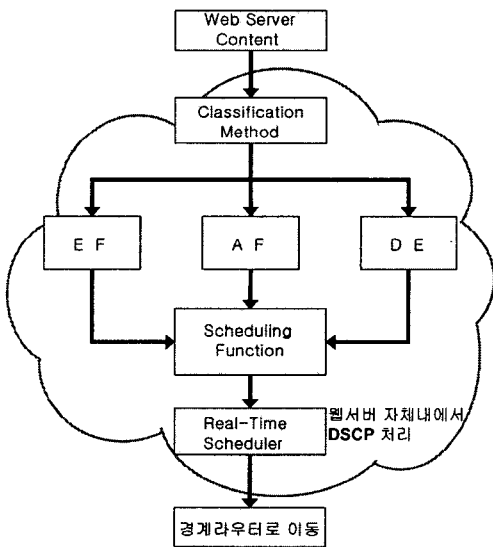 Web Server
Content
Classification
Method
E F
A F
D E
Scheduling
Function
Real-Time
Scheduler
웹서버 자체내에서
DSCP 처리
경계라우터로 이동